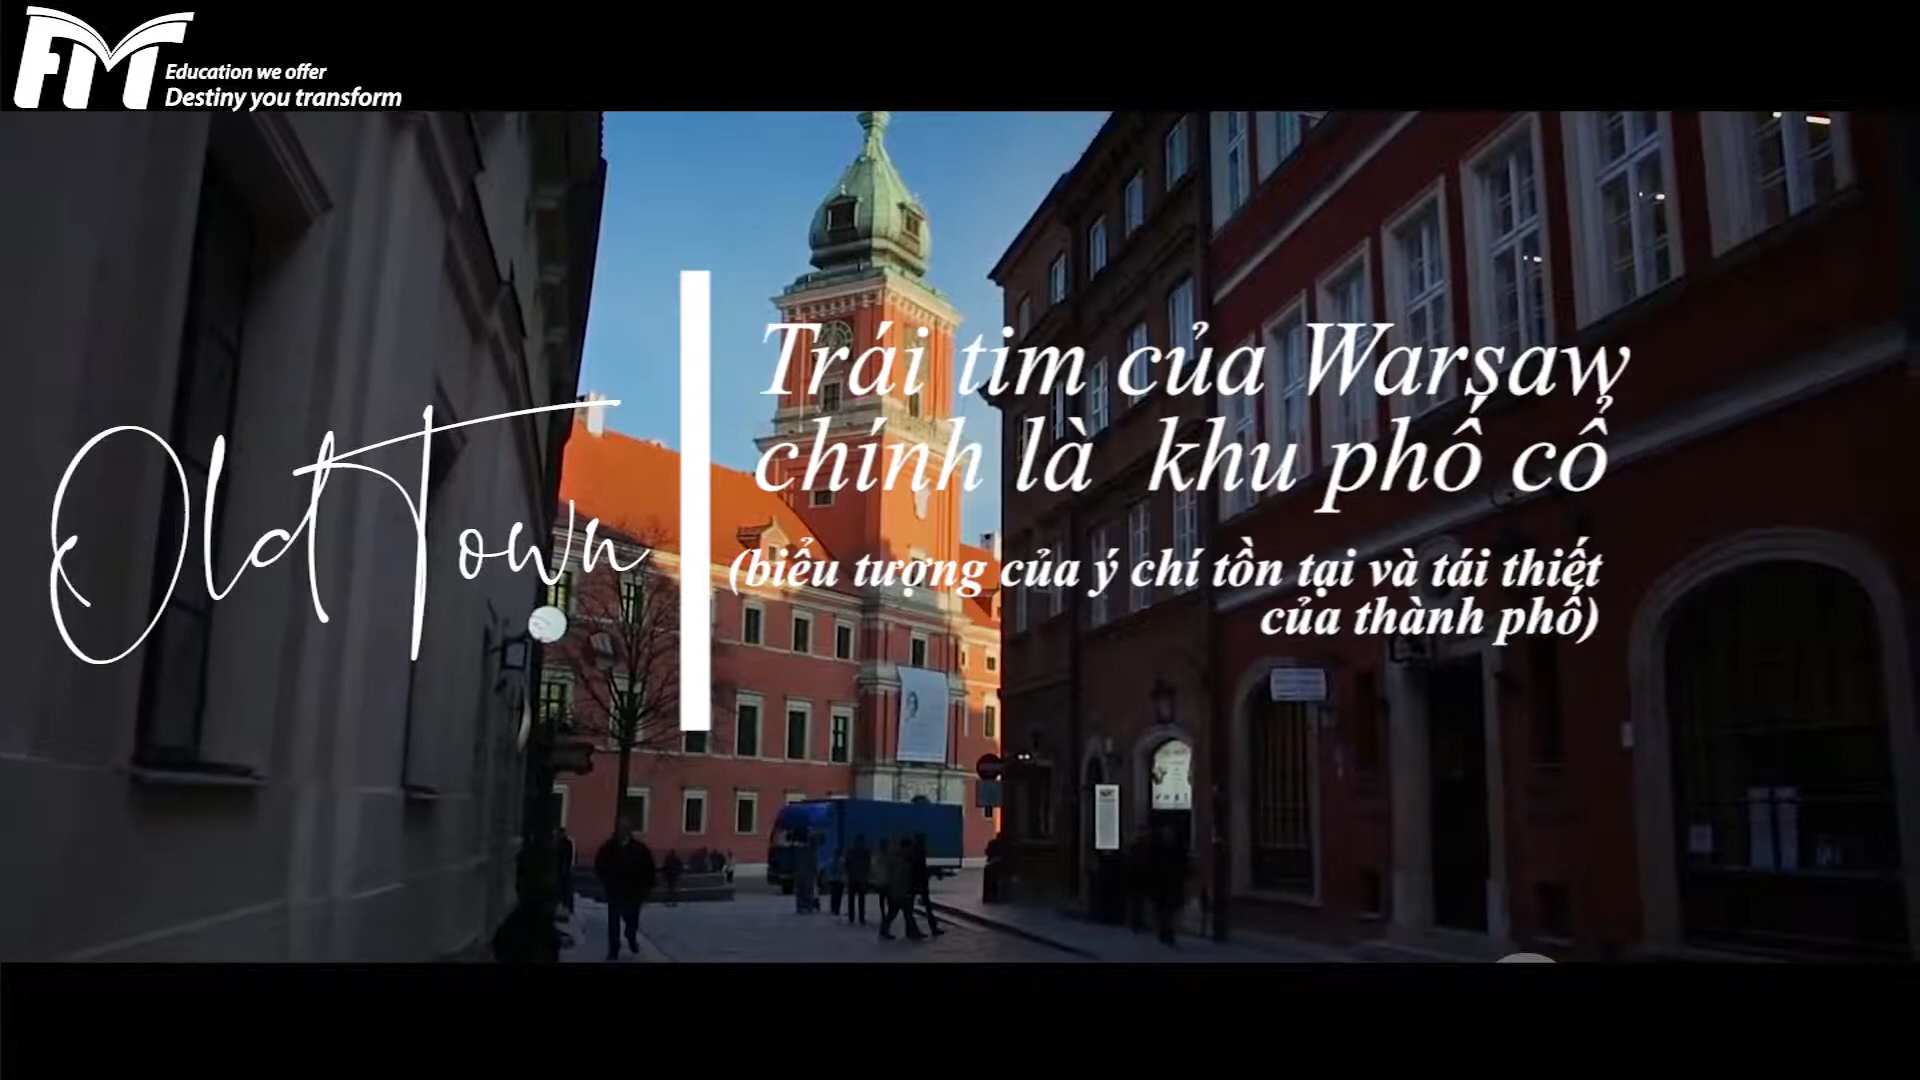 FMT
Education we offer
Destiny you transform
Old Town
Trái tim của Warsaw
chính là khu phố cổ
(biểu tượng của ý chí tồn tại và tái thiết
của thành phố)